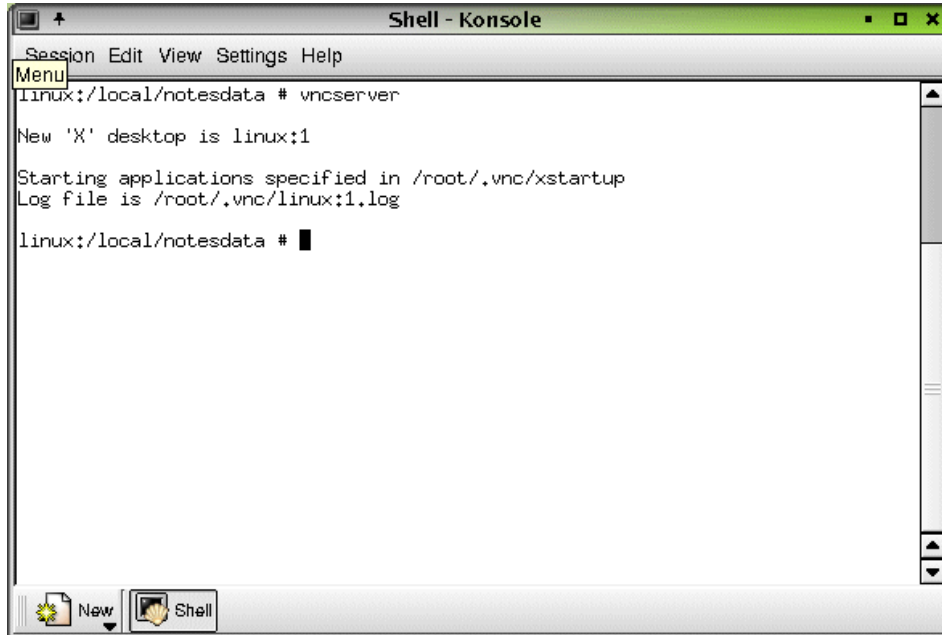 Shell - Konsole
Session Edit View Settings Help
Menu
linux:/local/notesdata # vncserver
New 'X' desktop is linux:1
Starting applications specified in /root/.vnc/xstartup
Log file is /root/.vnc/linux:1.log
linux:/local/notesdata #
New Shell